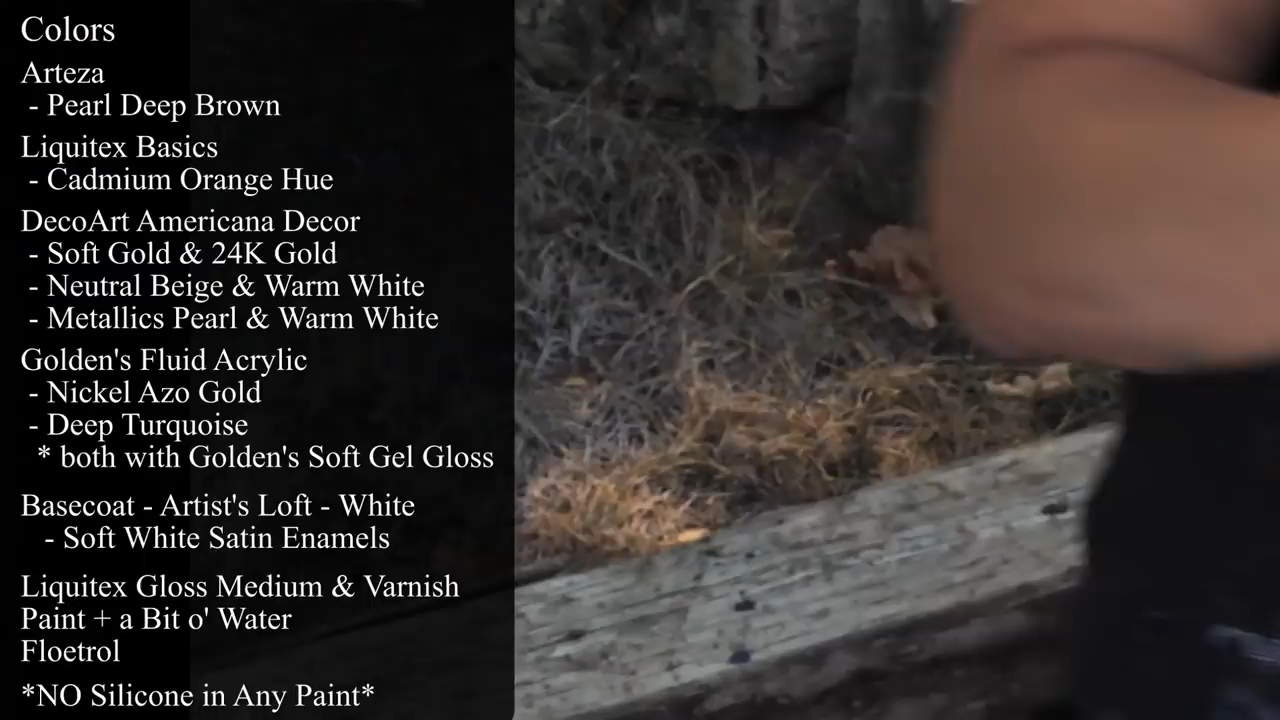 Colors
Arteza
- Pearl Deep Brown
Liquitex Basics
- Cadmium Orange Hue
DecoArt Americana Decor
- Soft Gold & 24K Gold
- Neutral Beige & Warm White
- Metallics Pearl & Warm White
Golden's Fluid Acrylic
- Nickel Azo Gold
- Deep Turquoise
* both with Golden's Soft Gel Gloss
Basecoat - Artist's Loft - White
- Soft White Satin Enamels
Liquitex Gloss Medium & Varnish
Paint + a Bit o' Water
Floetrol
*NO Silicone in Any Paint*